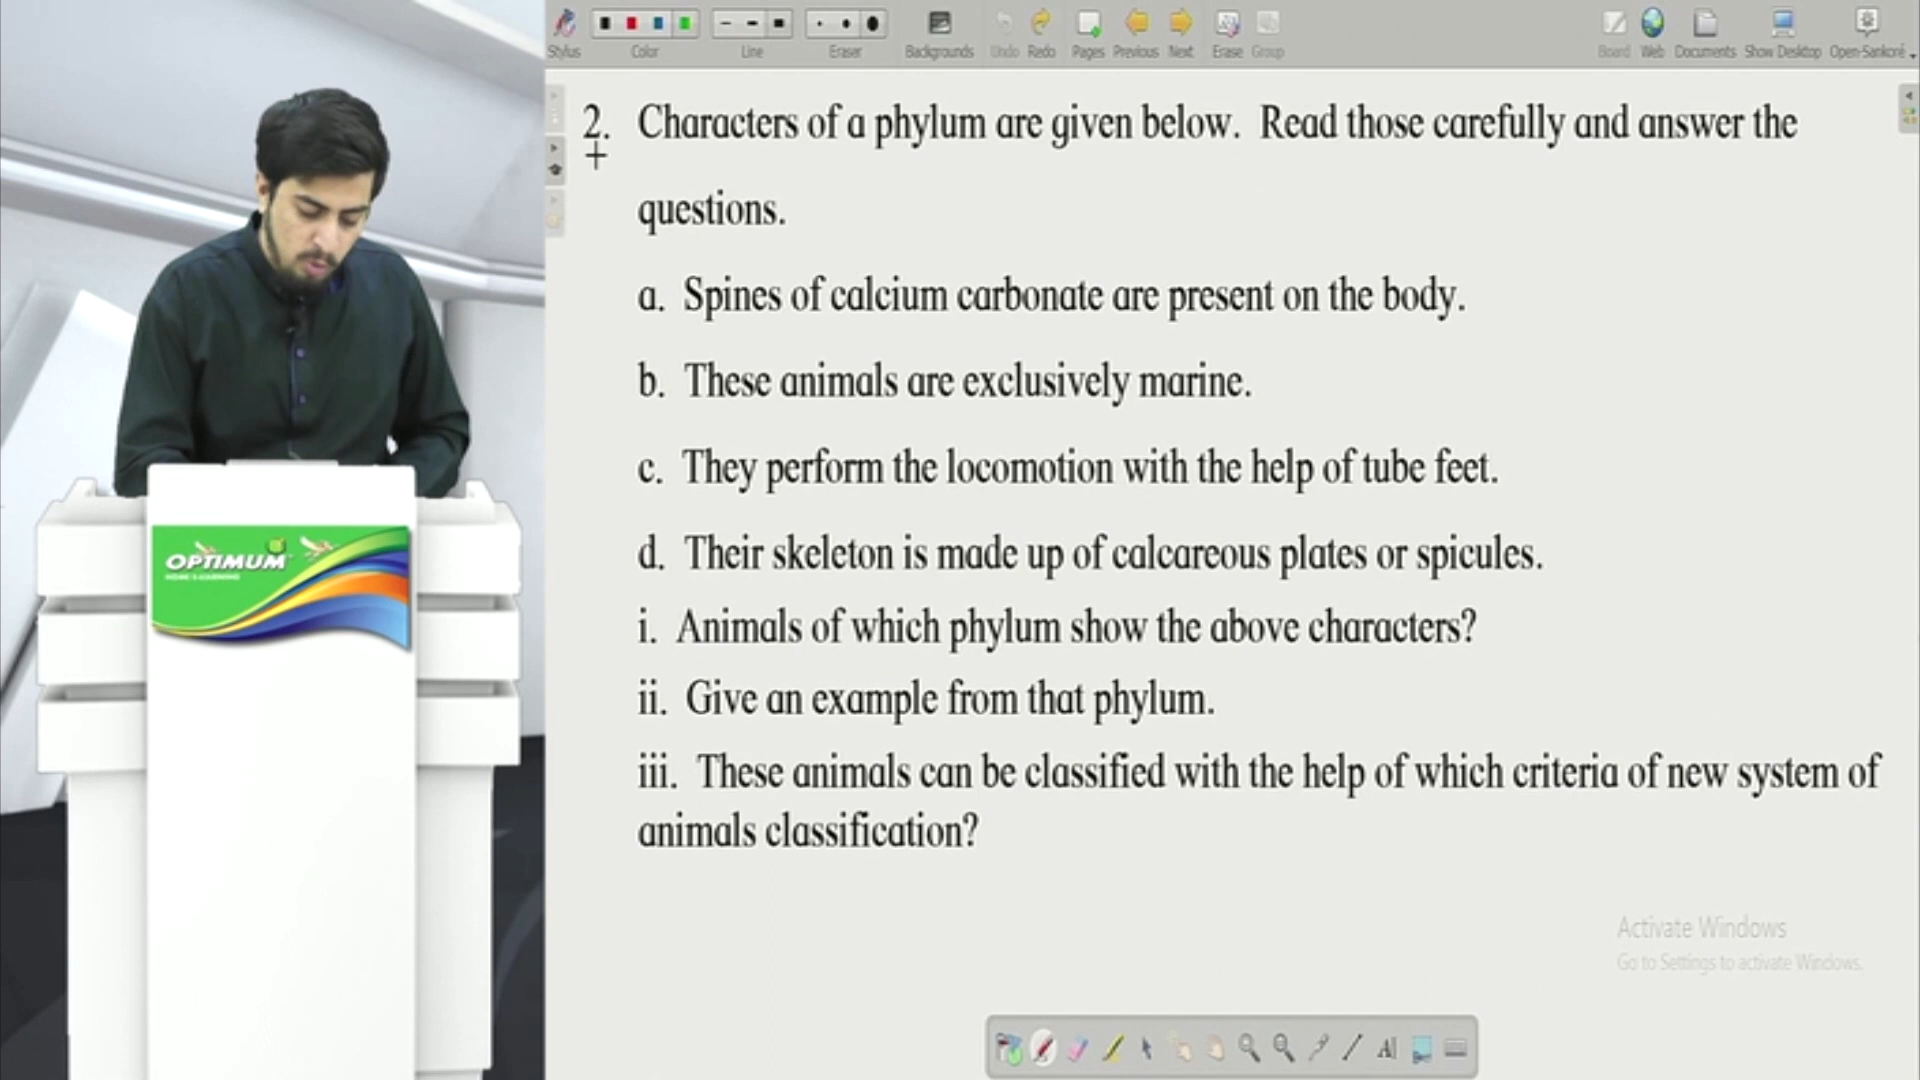 Stylus
Color
Line
Eraser
Backgrounds
Undo
Redo
Pages
Previous
Next
Erase
Group
Board
Web
Documents
Show Desktop
Open-Sankoré
2. Characters of a phylum are given below. Read those carefully and answer the
questions.
a. Spines of calcium carbonate are present on the body.
b. These animals are exclusively marine.
c. They perform the locomotion with the help of tube feet.
d. Their skeleton is made up of calcareous plates or spicules.
i. Animals of which phylum show the above characters?
ii. Give an example from that phylum.
iii. These animals can be classified with the help of which criteria of new system of
animals classification?
OPTIMUM
HOME E-LEARNING
Activate Windows
Go to Settings to activate Windows.
A